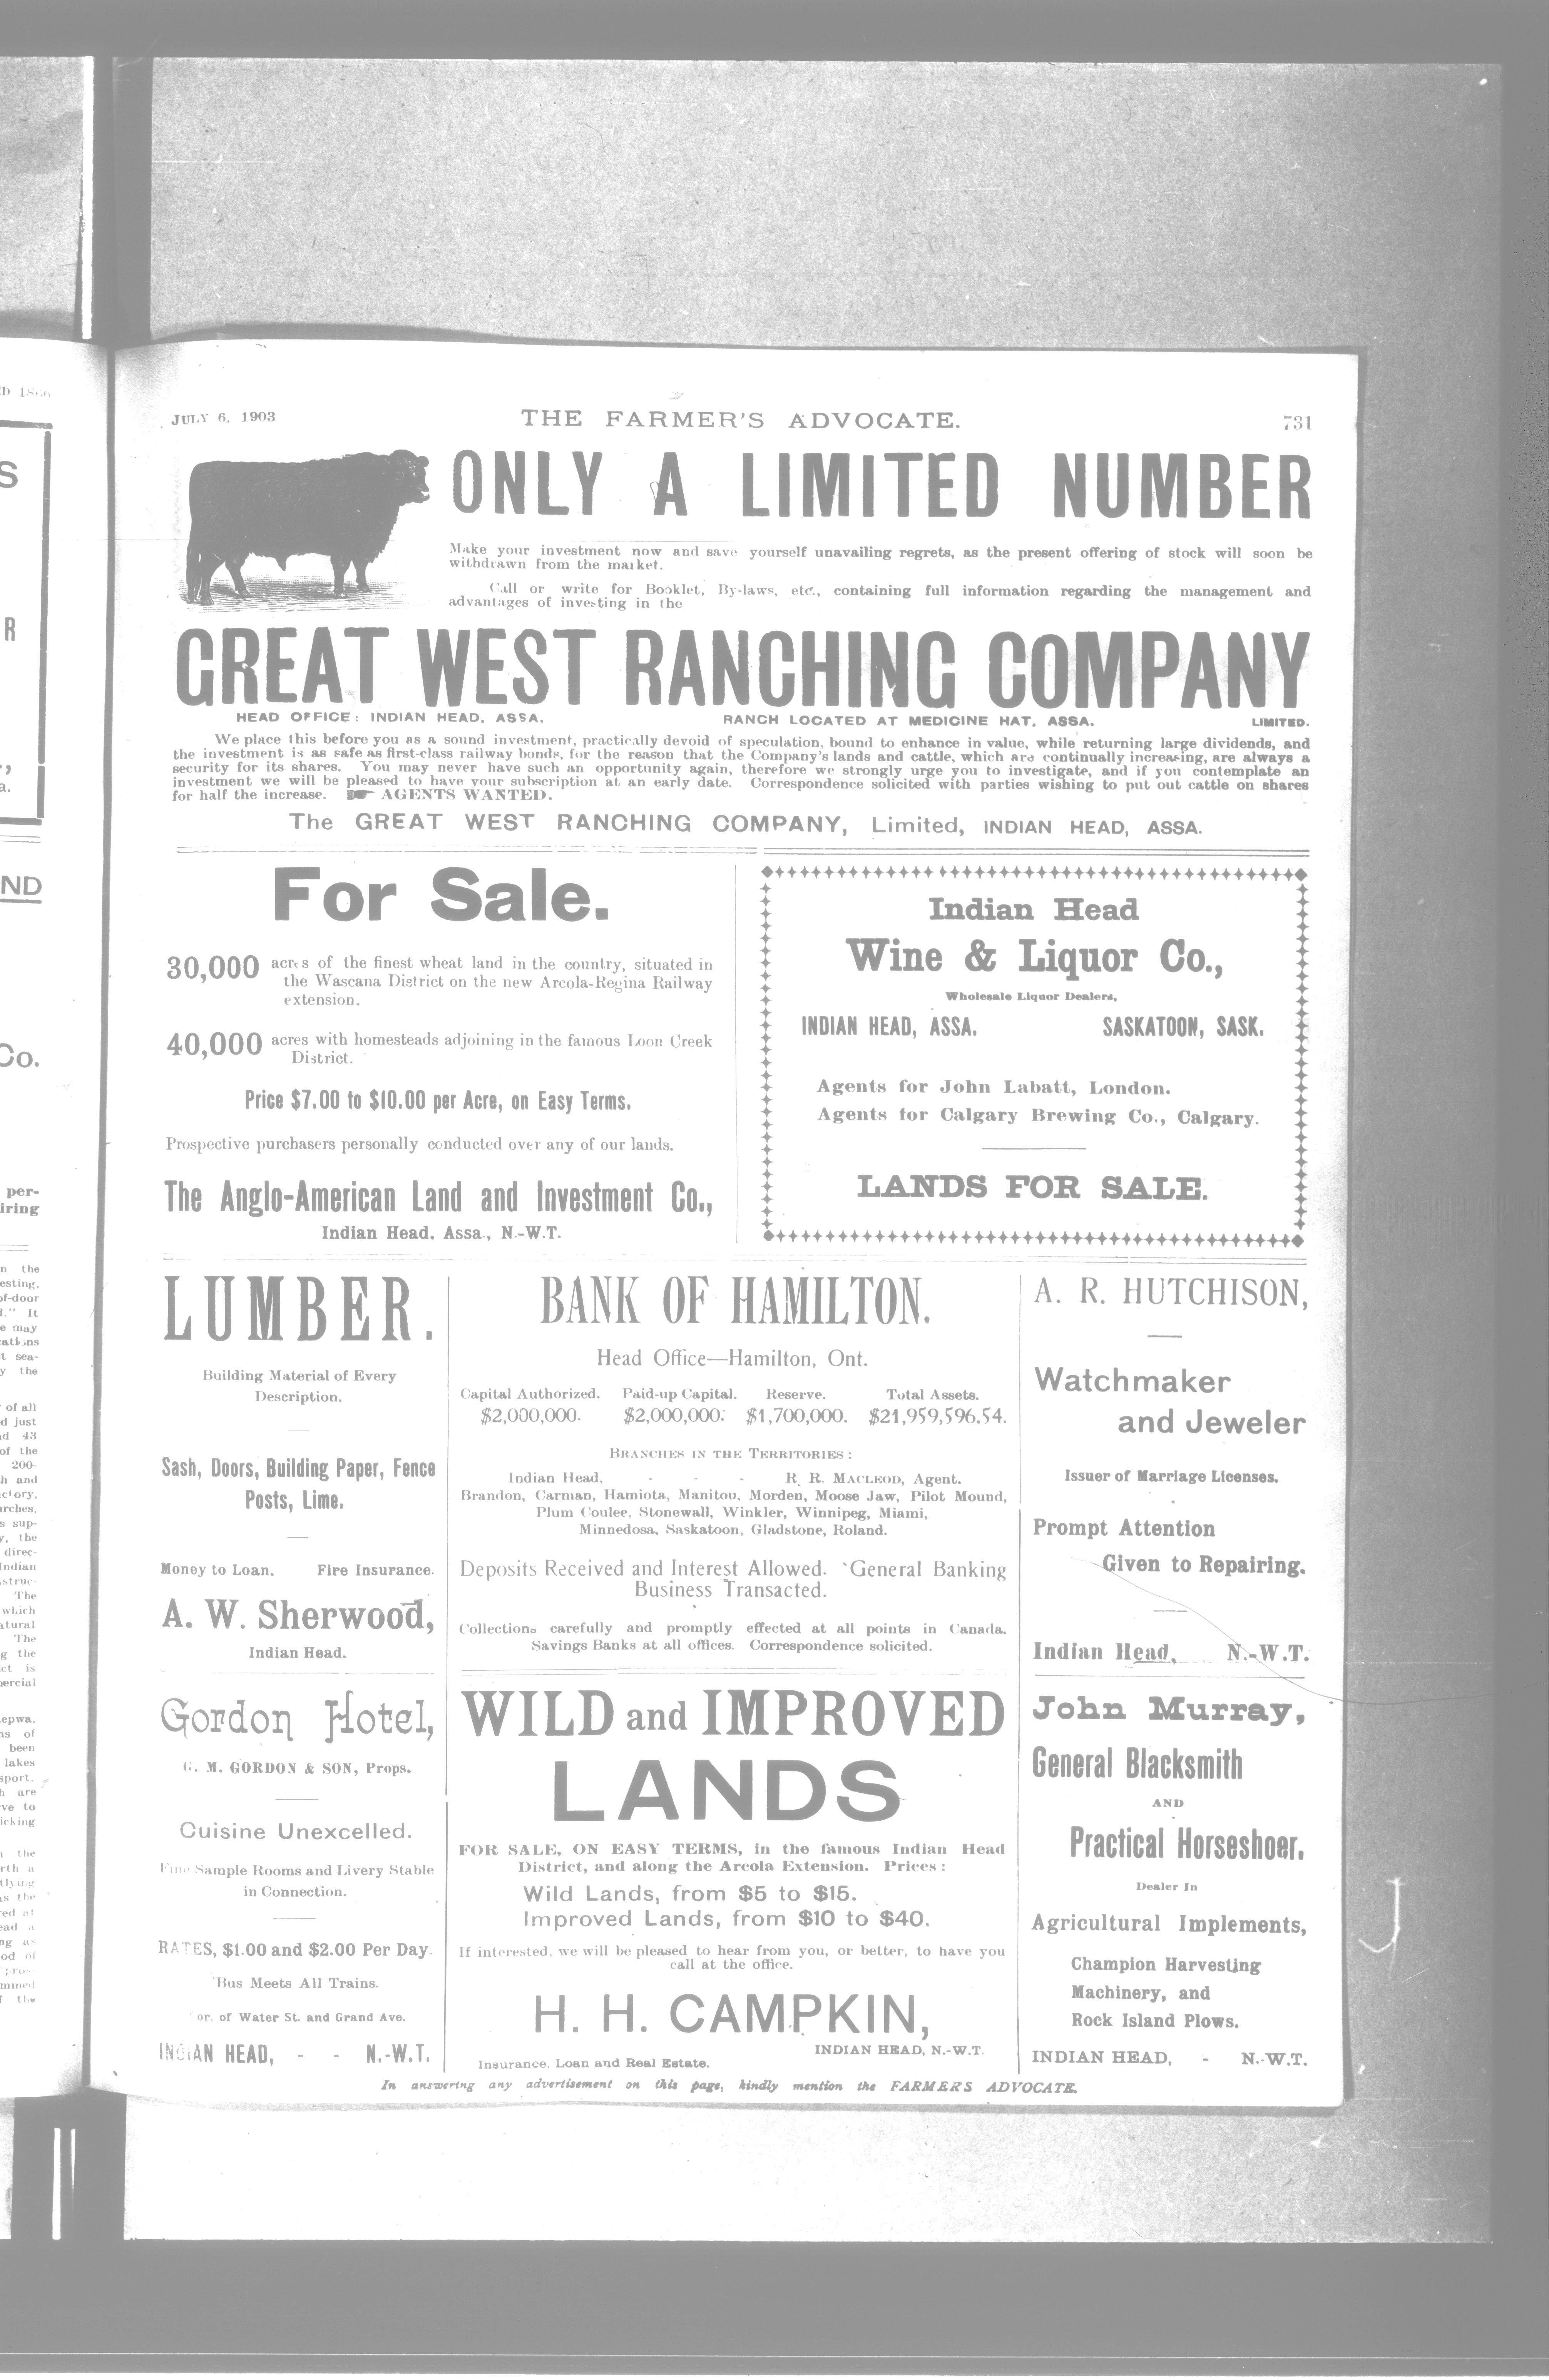 JULY 6, 1903
THE FARMER'S ADVOCATE.
731
ONLY A LIMITED NUMBER
Make your investment now and save yourself unavailing regrets, as the present offering of stock will soon be
withdrawn from the market.
Call or write for Booklet, By-laws, etc., containing full information regarding the management and
advantages of investing in the
GREAT WEST RANCHING COMPANY
HEAD OFFICE: INDIAN HEAD, ASSA.
RANCH LOCATED AT MEDICINE HAT, ASSA.
LIMITED.
We place this before you as a sound investment, practically devoid of speculation, bound to enhance in value, while returning large dividends, and
the investment is as safe as first-class railway bonds, for the reason that the Company's lands and cattle, which are continually increasing, are always a
security for its shares. You may never have such an opportunity again, therefore we strongly urge you to investigate, and if you contemplate an
investment we will be pleased to have your subscription at an early date. Correspondence solicited with parties wishing to put out cattle on shares
for half the increase. ☛ AGENTS WANTED.
The GREAT WEST RANCHING COMPANY, Limited, INDIAN HEAD, ASSA.
For Sale.
30,000 acres of the finest wheat land in the country, situated in
the Wascana District on the new Arcola-Regina Railway
extension.
40,000 acres with homesteads adjoining in the famous Loon Creek
District.
Price $7.00 to $10.00 per Acre, on Easy Terms.
Prospective purchasers personally conducted over any of our lands.
The Anglo-American Land and Investment Co.,
Indian Head, Assa., N.-W.T.
Indian Head
Wine & Liquor Co.,
Wholesale Liquor Dealers,
INDIAN HEAD, ASSA. SASKATOON, SASK.
Agents for John Labatt, London.
Agents for Calgary Brewing Co., Calgary.
LANDS FOR SALE.
LUMBER.
Building Material of Every
Description.
Sash, Doors, Building Paper, Fence
Posts, Lime.
Money to Loan. Fire Insurance.
A. W. Sherwood,
Indian Head.
BANK OF HAMILTON.
Head Office—Hamilton, Ont.
Capital Authorized. Paid-up Capital. Reserve. Total Assets.
$2,000,000. $2,000,000. $1,700,000. $21,959,596.54.
BRANCHES IN THE TERRITORIES:
Indian Head, - - - R. R. MACLEOD, Agent.
Brandon, Carman, Hamiota, Manitou, Morden, Moose Jaw, Pilot Mound,
Plum Coulee, Stonewall, Winkler, Winnipeg, Miami,
Minnedosa, Saskatoon, Gladstone, Roland.
Deposits Received and Interest Allowed. General Banking
Business Transacted.
Collections carefully and promptly effected at all points in Canada.
Savings Banks at all offices. Correspondence solicited.
A. R. HUTCHISON,
Watchmaker
and Jeweler
Issuer of Marriage Licenses.
Prompt Attention
Given to Repairing.
Indian Head, N.-W.T.
Gordon Hotel,
G. M. GORDON & SON, Props.
Cuisine Unexcelled.
Fine Sample Rooms and Livery Stable
in Connection.
RATES, $1.00 and $2.00 Per Day.
'Bus Meets All Trains.
or. of Water St. and Grand Ave.
INDIAN HEAD, - - N.-W.T.
WILD and IMPROVED
LANDS
FOR SALE, ON EASY TERMS, in the famous Indian Head
District, and along the Arcola Extension. Prices:
Wild Lands, from $5 to $15.
Improved Lands, from $10 to $40.
If interested, we will be pleased to hear from you, or better, to have you
call at the office.
H. H. CAMPKIN,
INDIAN HEAD, N.-W.T.
Insurance, Loan and Real Estate.
John Murray,
General Blacksmith
AND
Practical Horseshoer.
Dealer In
Agricultural Implements,
Champion Harvesting
Machinery, and
Rock Island Plows.
INDIAN HEAD, - N.-W.T.
In answering any advertisement on this page, kindly mention the FARMER'S ADVOCATE.